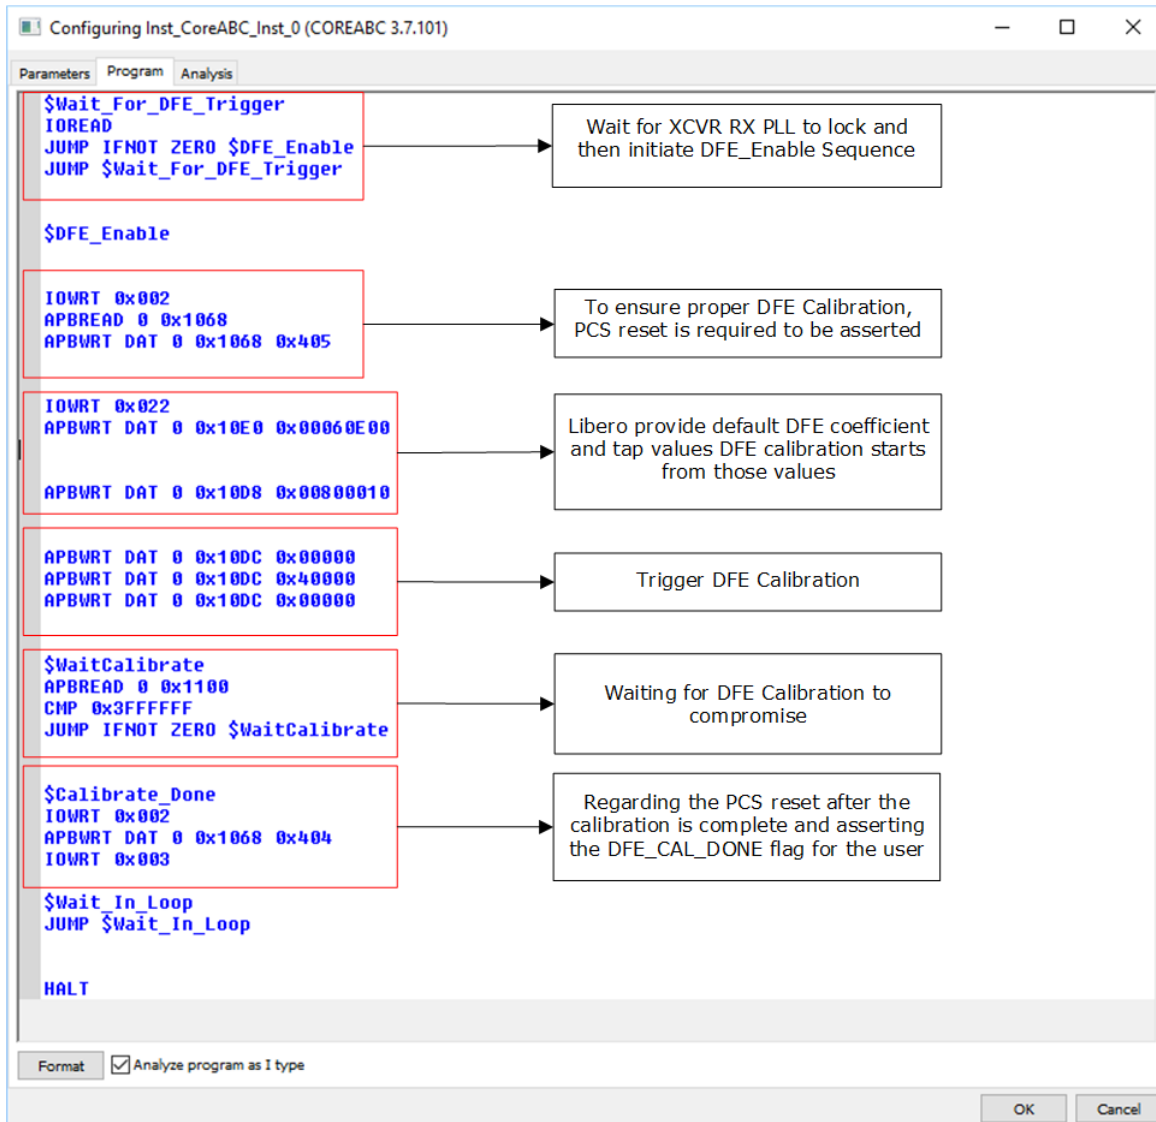 Configuring Inst_CoreABC_Inst_0 (COREABC 3.7.101)
Parameters Program Analysis
$Wait_For_DFE_Trigger
IOREAD
JUMP IFNOT ZERO $DFE_Enable
JUMP $Wait_For_DFE_Trigger
Wait for XCVR RX PLL to lock and
then initiate DFE_Enable Sequence
$DFE_Enable
IOWRT 0x002
APBREAD 0 0x1068
APBWRT DAT 0 0x1068 0x405
To ensure proper DFE Calibration,
PCS reset is required to be asserted
IOWRT 0x022
APBWRT DAT 0 0x10E0 0x00060E00
APBWRT DAT 0 0x10D8 0x00800010
Libero provide default DFE coefficient
and tap values DFE calibration starts
from those values
APBWRT DAT 0 0x10DC 0x00000
APBWRT DAT 0 0x10DC 0x40000
APBWRT DAT 0 0x10DC 0x00000
Trigger DFE Calibration
$WaitCalibrate
APBREAD 0 0x1100
CMP 0x3FFFFFF
JUMP IFNOT ZERO $WaitCalibrate
Waiting for DFE Calibration to
compromise
$Calibrate_Done
IOWRT 0x002
APBWRT DAT 0 0x1068 0x404
IOWRT 0x003
Regarding the PCS reset after the
calibration is complete and asserting
the DFE_CAL_DONE flag for the user
$Wait_In_Loop
JUMP $Wait_In_Loop
HALT
Format Analyze program as I type
OK Cancel